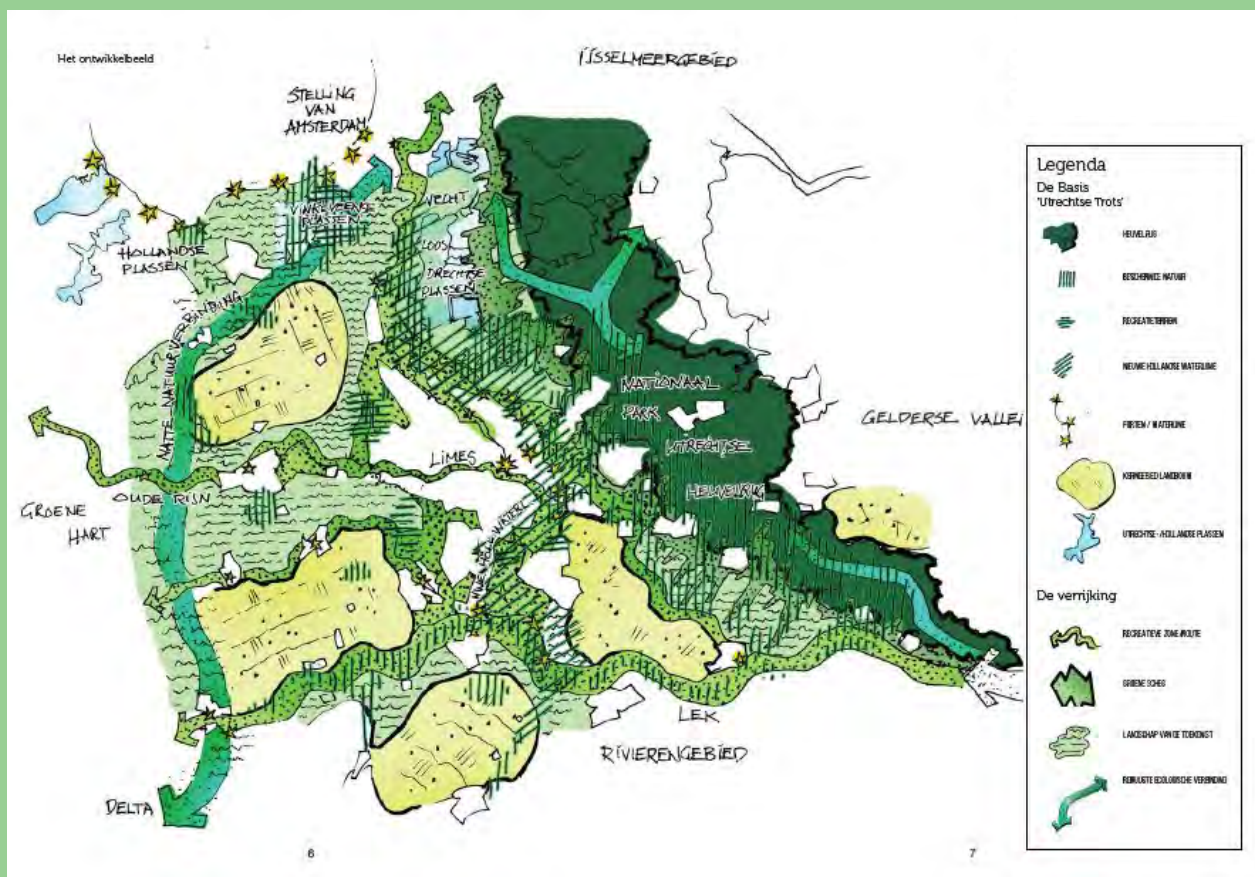 Het ontwikkelbeeld
IJSSELMEERGEBIED
STELLING
VAN
AMSTERDAM
VINKEVEENSE
PLASSEN
VECHT
HOLLANDSE
PLASSEN
LOOS
DRECHTSE
PLASSEN
NATTE NATUURVERBINDING
NATIONAAL
PARK
UTRECHTSE
HEUVELRUG
GELDERSE VALLEI
LIMES
OUDE RIJN
GROENE
HART
LEK
RIVIERENGEBIED
DELTA
6
7
Legenda
De Basis
'Utrechtse Trots'
HEUVELRUG
BESCHERMDE NATUUR
RECREATIETERREIN
NIEUWE HOLLANDSE WATERLINIE
FORTEN / WATERLINIE
KERNGEBIED LANDBOUW
UTRECHTSE-/HOLLANDSE PLASSEN
De verrijking
RECREATIEVE ZONE/ROUTE
GROENE SCHEG
LANDSCHAP VAN DE TOEKOMST
ROBUUSTE ECOLOGISCHE VERBINDING